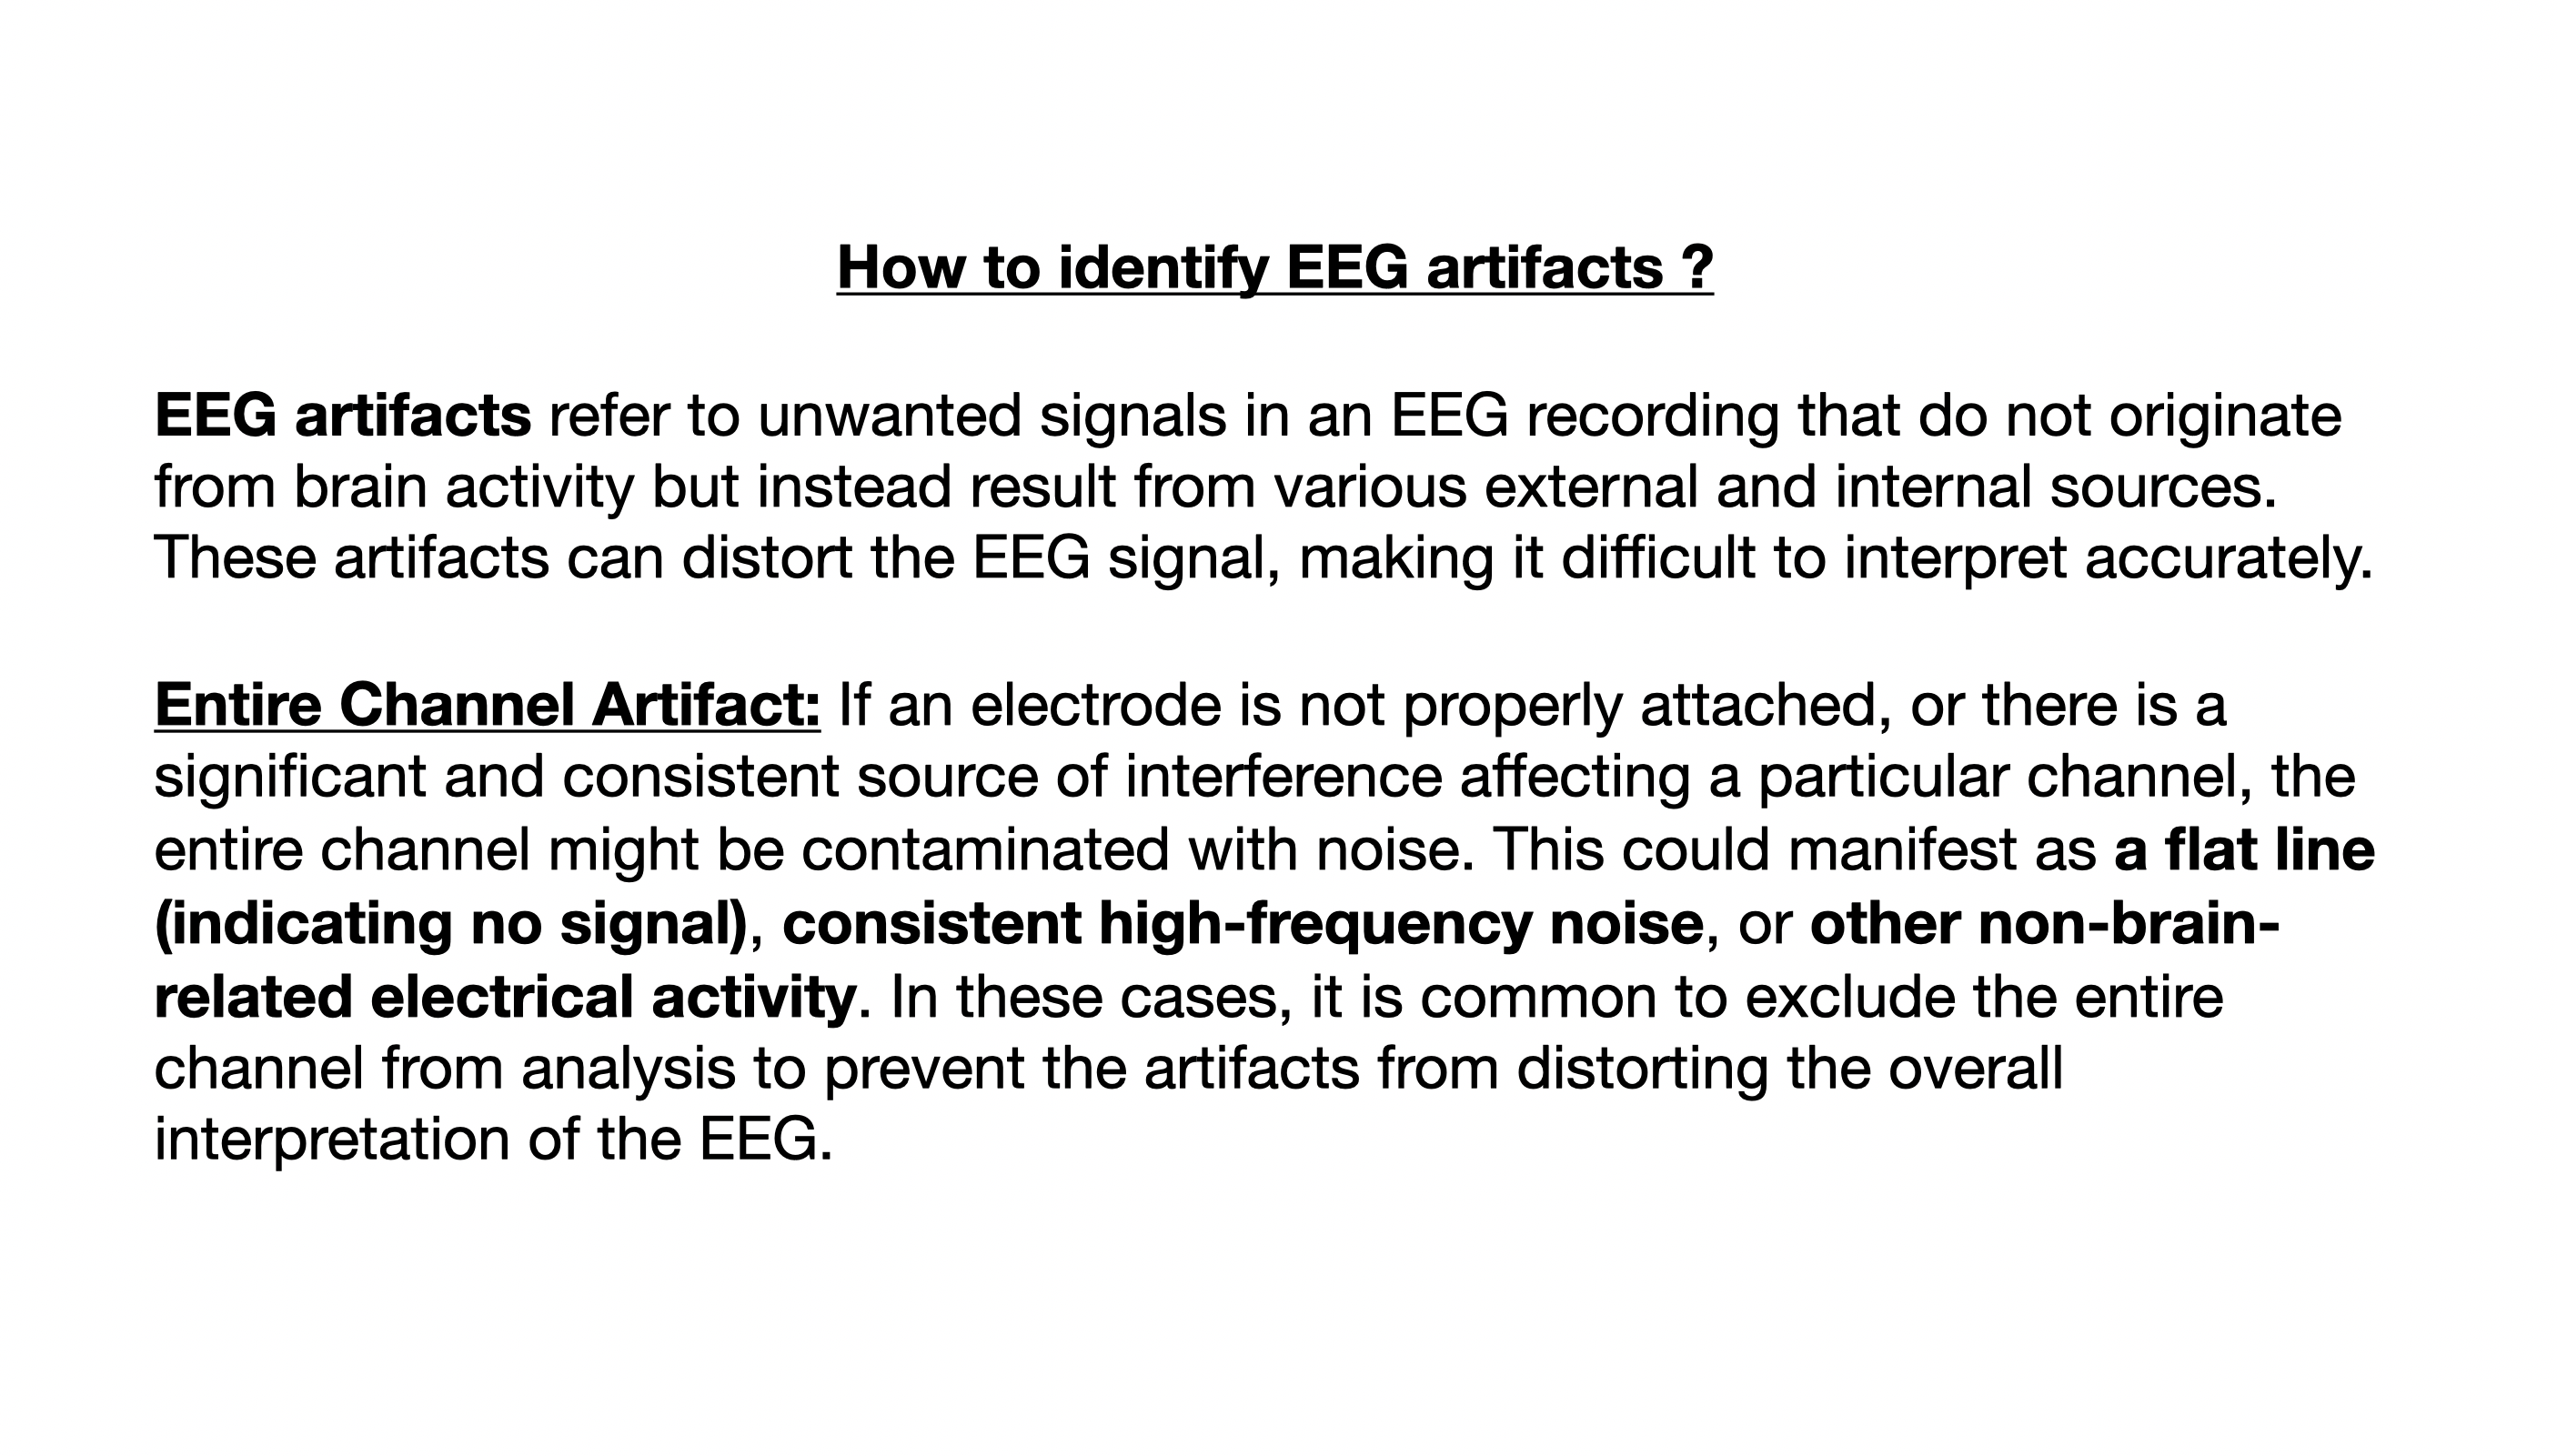 How to identify EEG artifacts ?
EEG artifacts refer to unwanted signals in an EEG recording that do not originate
from brain activity but instead result from various external and internal sources.
These artifacts can distort the EEG signal, making it difficult to interpret accurately.
Entire Channel Artifact: If an electrode is not properly attached, or there is a
significant and consistent source of interference affecting a particular channel, the
entire channel might be contaminated with noise. This could manifest as a flat line
(indicating no signal), consistent high-frequency noise, or other non-brain-
related electrical activity. In these cases, it is common to exclude the entire
channel from analysis to prevent the artifacts from distorting the overall
interpretation of the EEG.